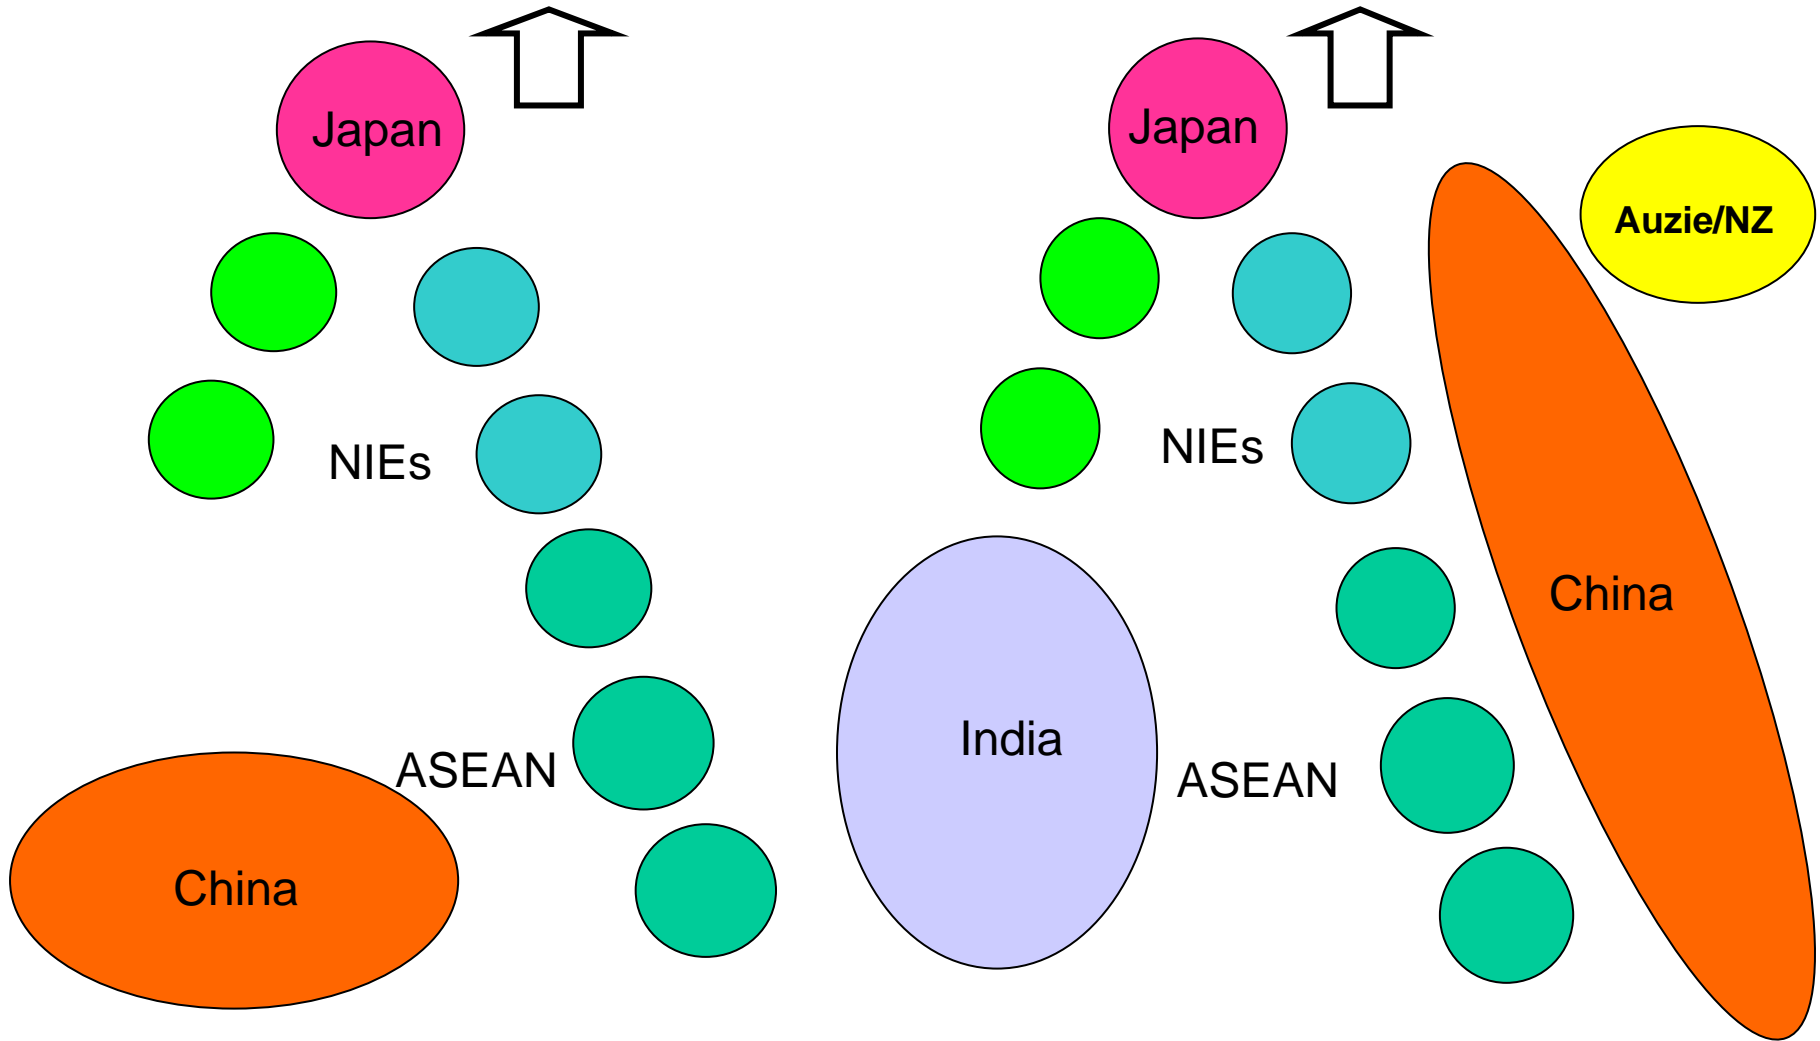 Japan
NIEs
ASEAN
China
Japan
Auzie/NZ
NIEs
China
India
ASEAN